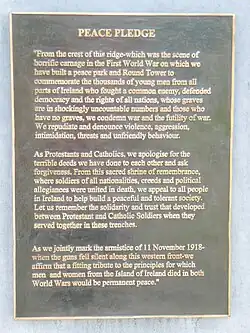 PEACE PLEDGE
"From the crest of this ridge-which was the scene of
horrific carnage in the First World War on which we
have built a peace park and Round Tower to
commemorate the thousands of young men from all
parts of Ireland who fought a common enemy, defended
democracy and the rights of all nations, whose graves
are in shockingly uncountable numbers and those who
have no graves, we condemn war and the futility of war.
We repudiate and denounce violence, aggression,
intimidation, threats and unfriendly behaviour.
As Protestants and Catholics, we apologise for the
terrible deeds we have done to each other and ask
forgiveness. From this sacred shrine of remembrance,
where soldiers of all nationalities, creeds and political
allegiances were united in death, we appeal to all people
in Ireland to help build a peaceful and tolerant society.
Let us remember the solidarity and trust that developed
between Protestant and Catholic Soldiers when they
served together in these trenches.
As we jointly mark the armistice of 11 November 1918-
when the guns fell silent along this western front-we
affirm that a fitting tribute to the principles for which
men and women from the Island of Ireland died in both
World Wars would be permanent peace."